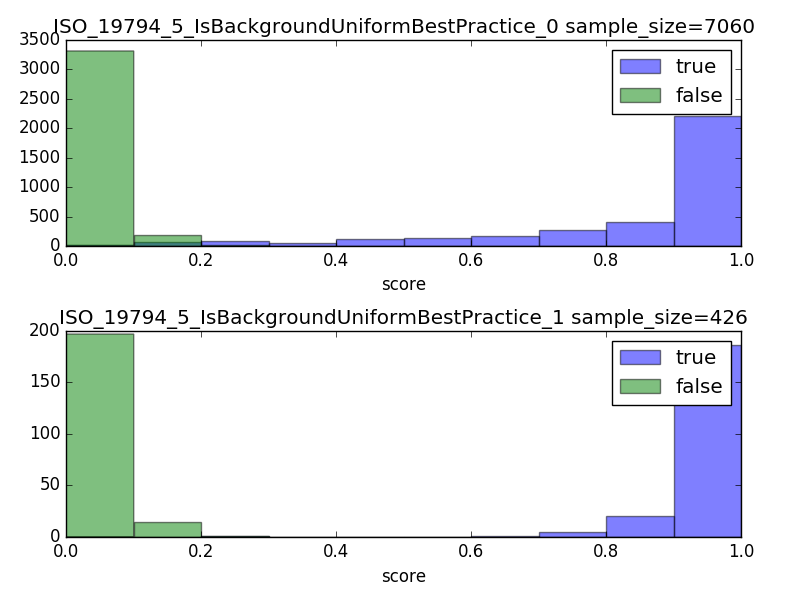 ISO_19794_5_IsBackgroundUniformBestPractice_0 sample_size=7060
3500
3000
2500
2000
1500
1000
500
0
true
false
0.0 0.2 0.4 0.6 0.8 1.0
score
ISO_19794_5_IsBackgroundUniformBestPractice_1 sample_size=426
200
150
100
50
0
true
false
0.0 0.2 0.4 0.6 0.8 1.0
score